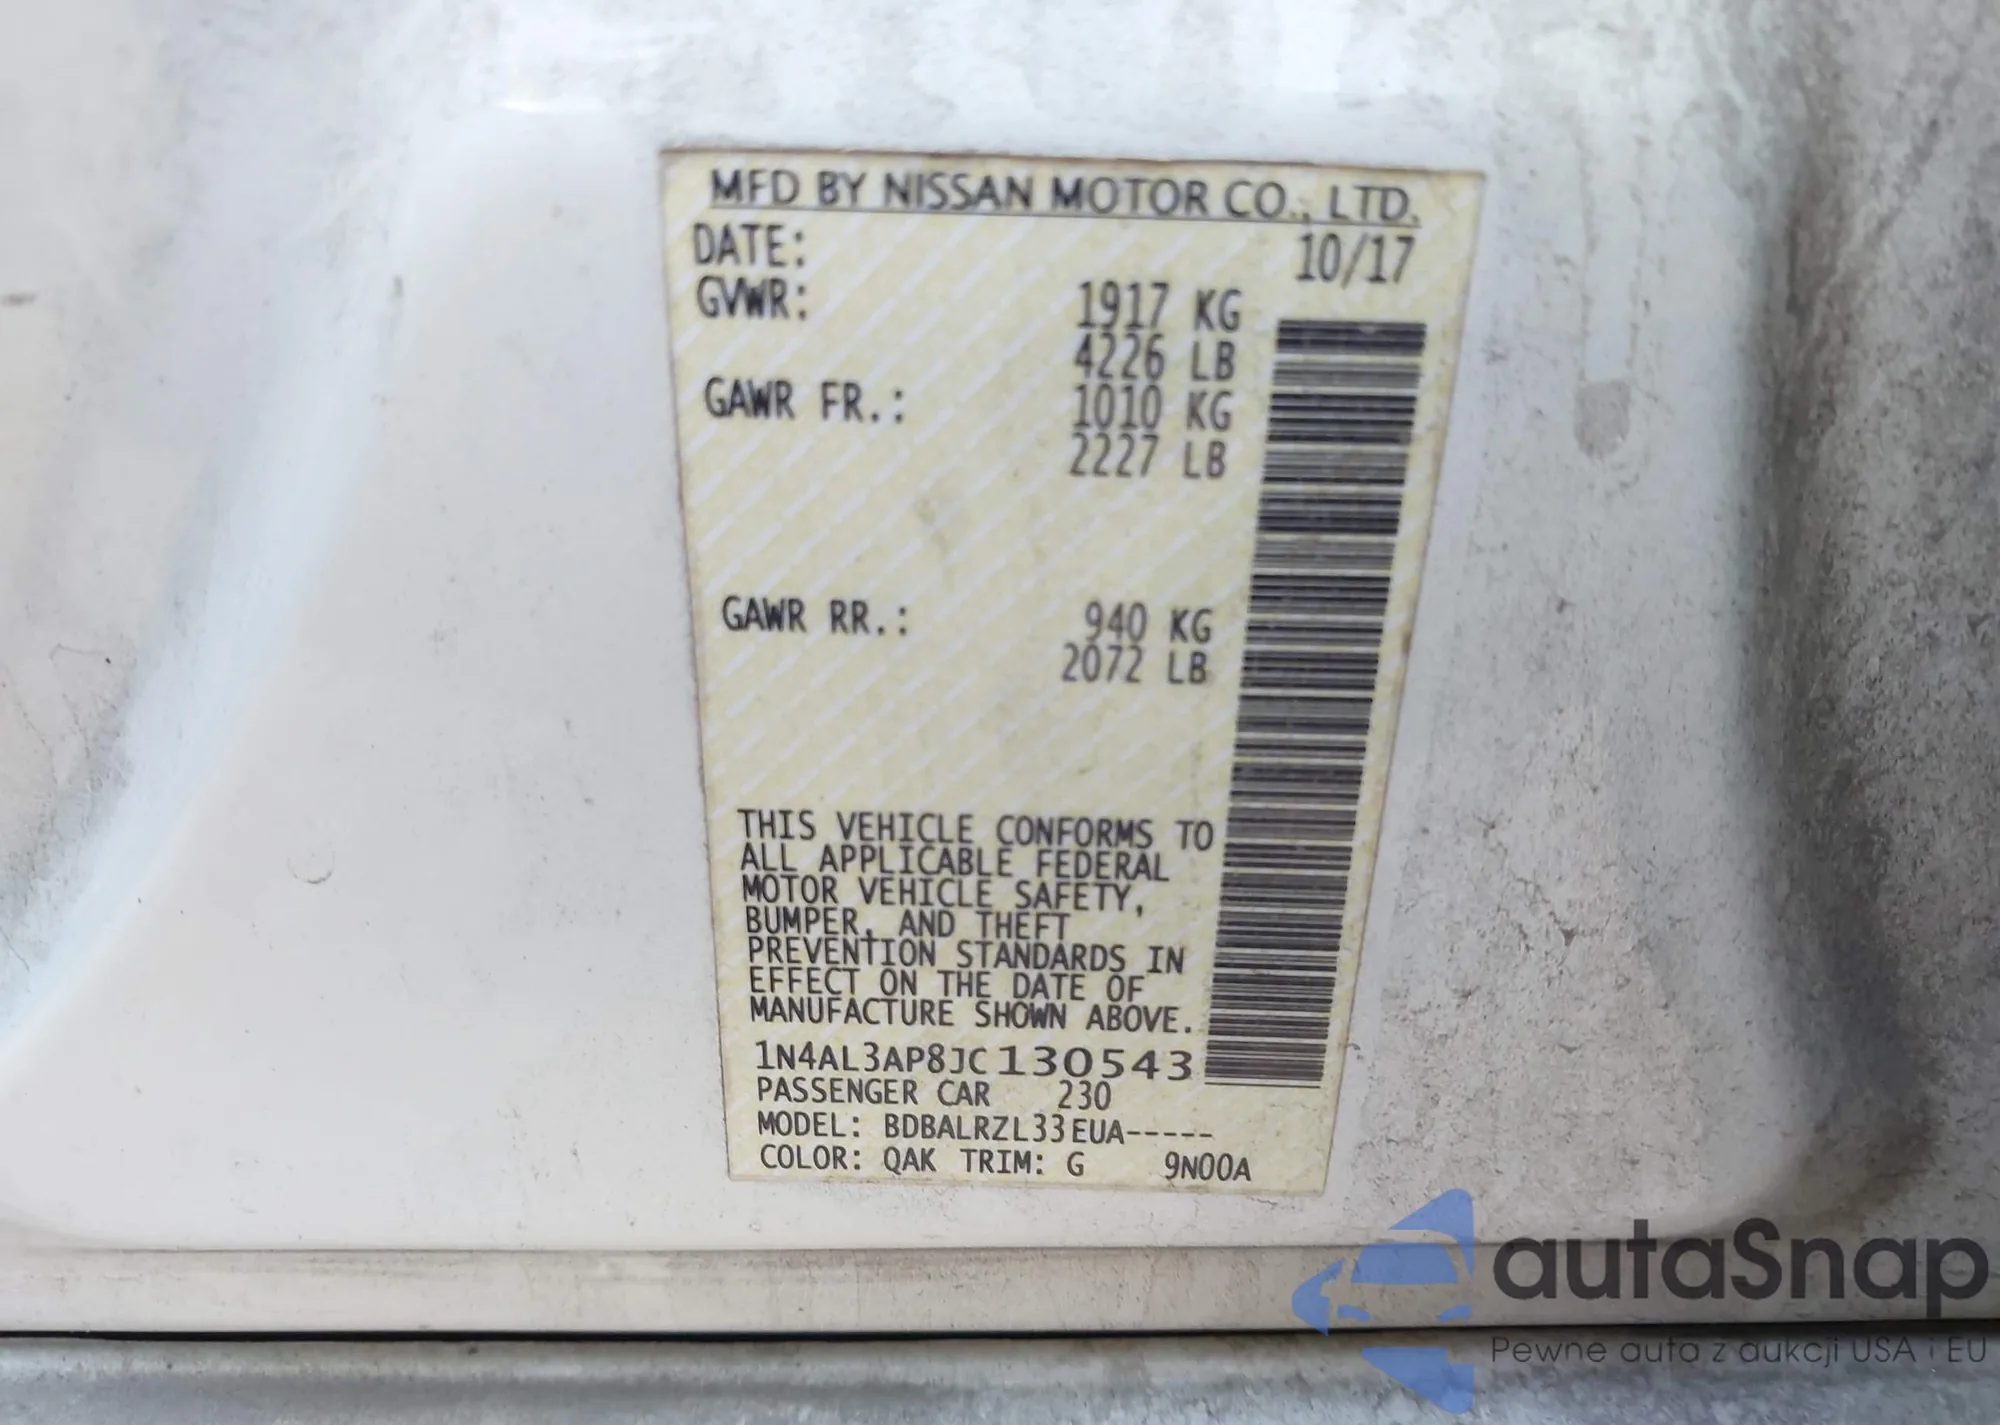 MFD BY NISSAN MOTOR CO., LTD.
DATE: 10/17
GVWR: 1917 KG
4226 LB
GAWR FR.: 1010 KG
2227 LB
GAWR RR.: 940 KG
2072 LB
THIS VEHICLE CONFORMS TO
ALL APPLICABLE FEDERAL
MOTOR VEHICLE SAFETY,
BUMPER, AND THEFT
PREVENTION STANDARDS IN
EFFECT ON THE DATE OF
MANUFACTURE SHOWN ABOVE.
1N4AL3AP8JC130543
PASSENGER CAR 230
MODEL: BDBALRZL33EUA-----
COLOR: QAK TRIM: G 9N00A
autaSnap
Pewne auta z aukcji USA i EU